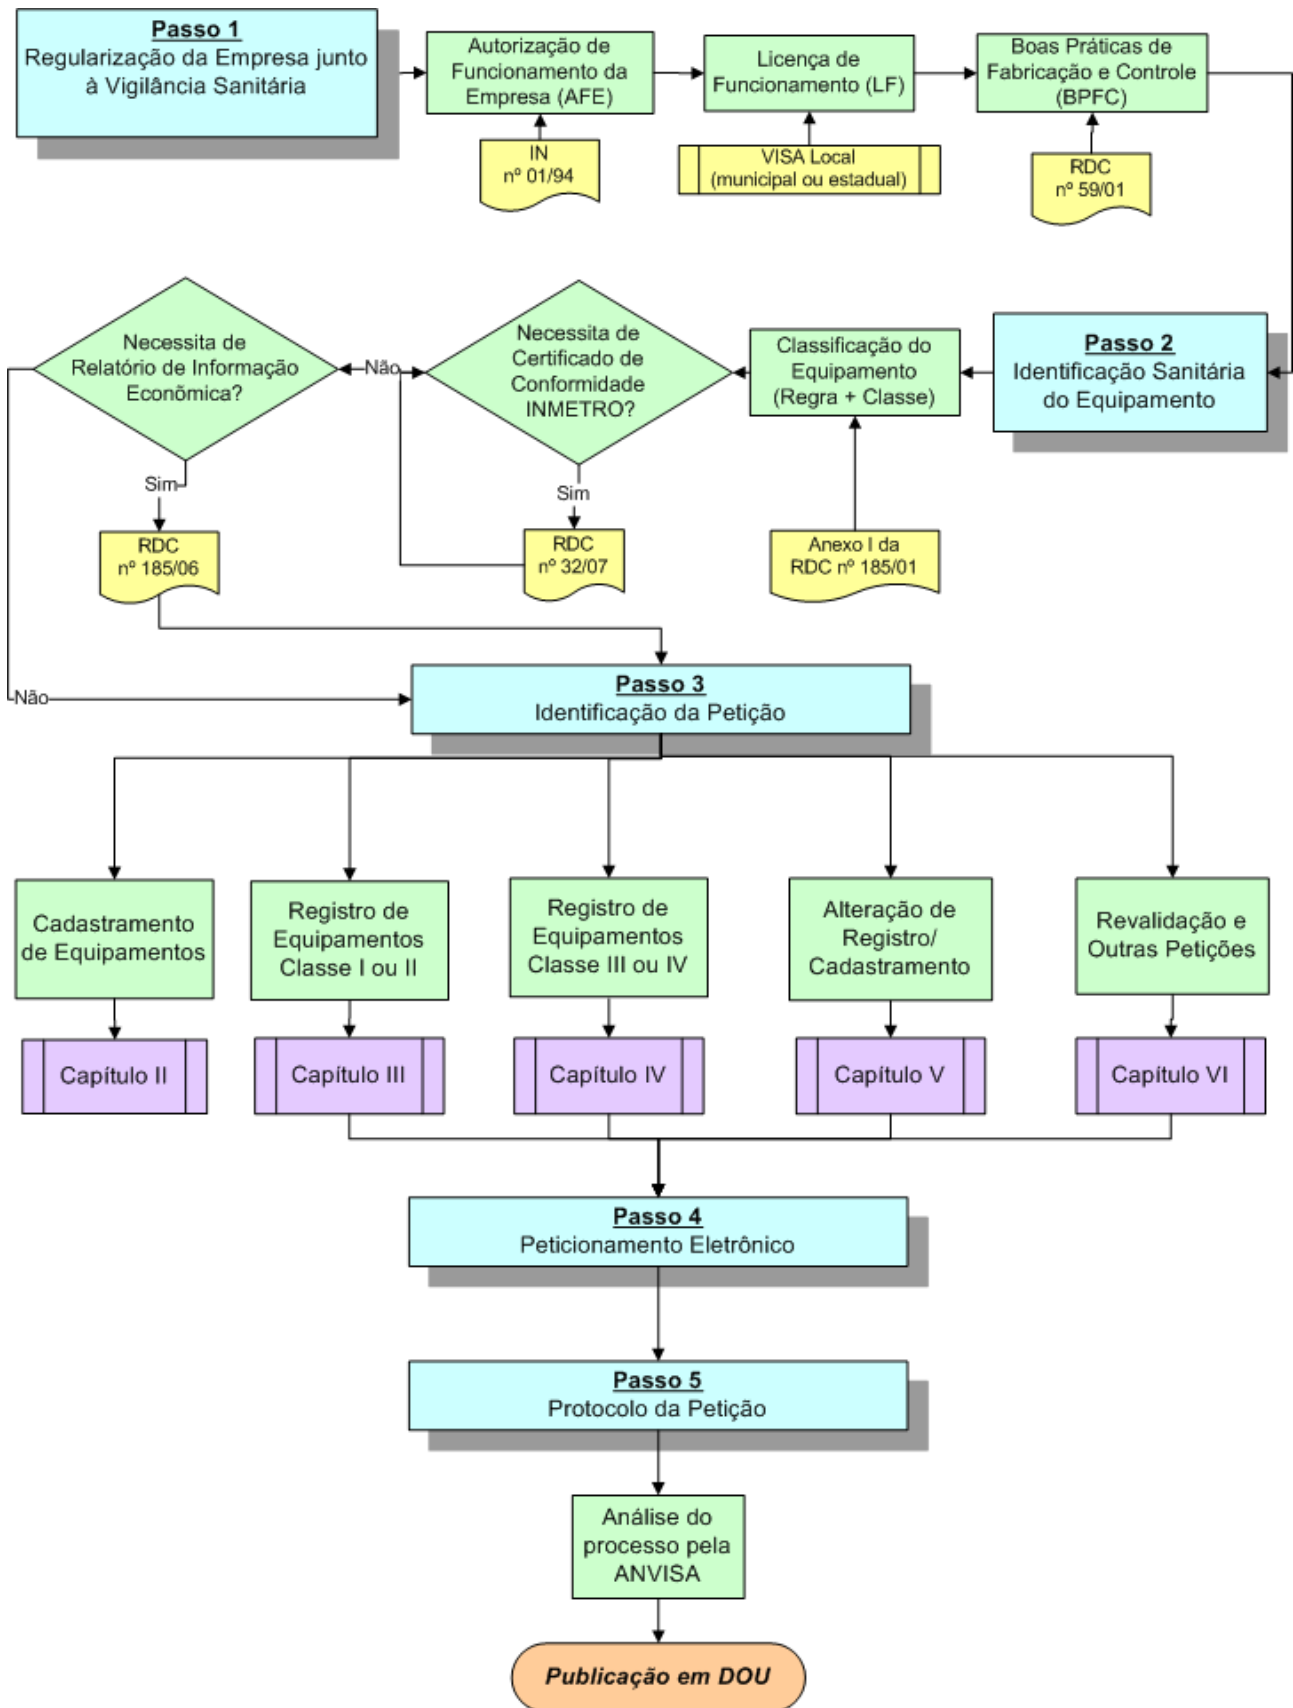 Passo 1
Regularização da Empresa junto
à Vigilância Sanitária
Autorização de
Funcionamento da
Empresa (AFE)
Licença de
Funcionamento (LF)
Boas Práticas de
Fabricação e Controle
(BPFC)
IN
nº 01/94
VISA Local
(municipal ou estadual)
RDC
nº 59/01
Necessita de
Relatório de Informação
Econômica?
Não
Necessita de
Certificado de
Conformidade
INMETRO?
Classificação do
Equipamento
(Regra + Classe)
Passo 2
Identificação Sanitária
do Equipamento
Sim
Sim
RDC
nº 185/06
RDC
nº 32/07
Anexo I da
RDC nº 185/01
Não
Passo 3
Identificação da Petição
Cadastramento
de Equipamentos
Registro de
Equipamentos
Classe I ou II
Registro de
Equipamentos
Classe III ou IV
Alteração de
Registro/
Cadastramento
Revalidação e
Outras Petições
Capítulo II
Capítulo III
Capítulo IV
Capítulo V
Capítulo VI
Passo 4
Peticionamento Eletrônico
Passo 5
Protocolo da Petição
Análise do
processo pela
ANVISA
Publicação em DOU